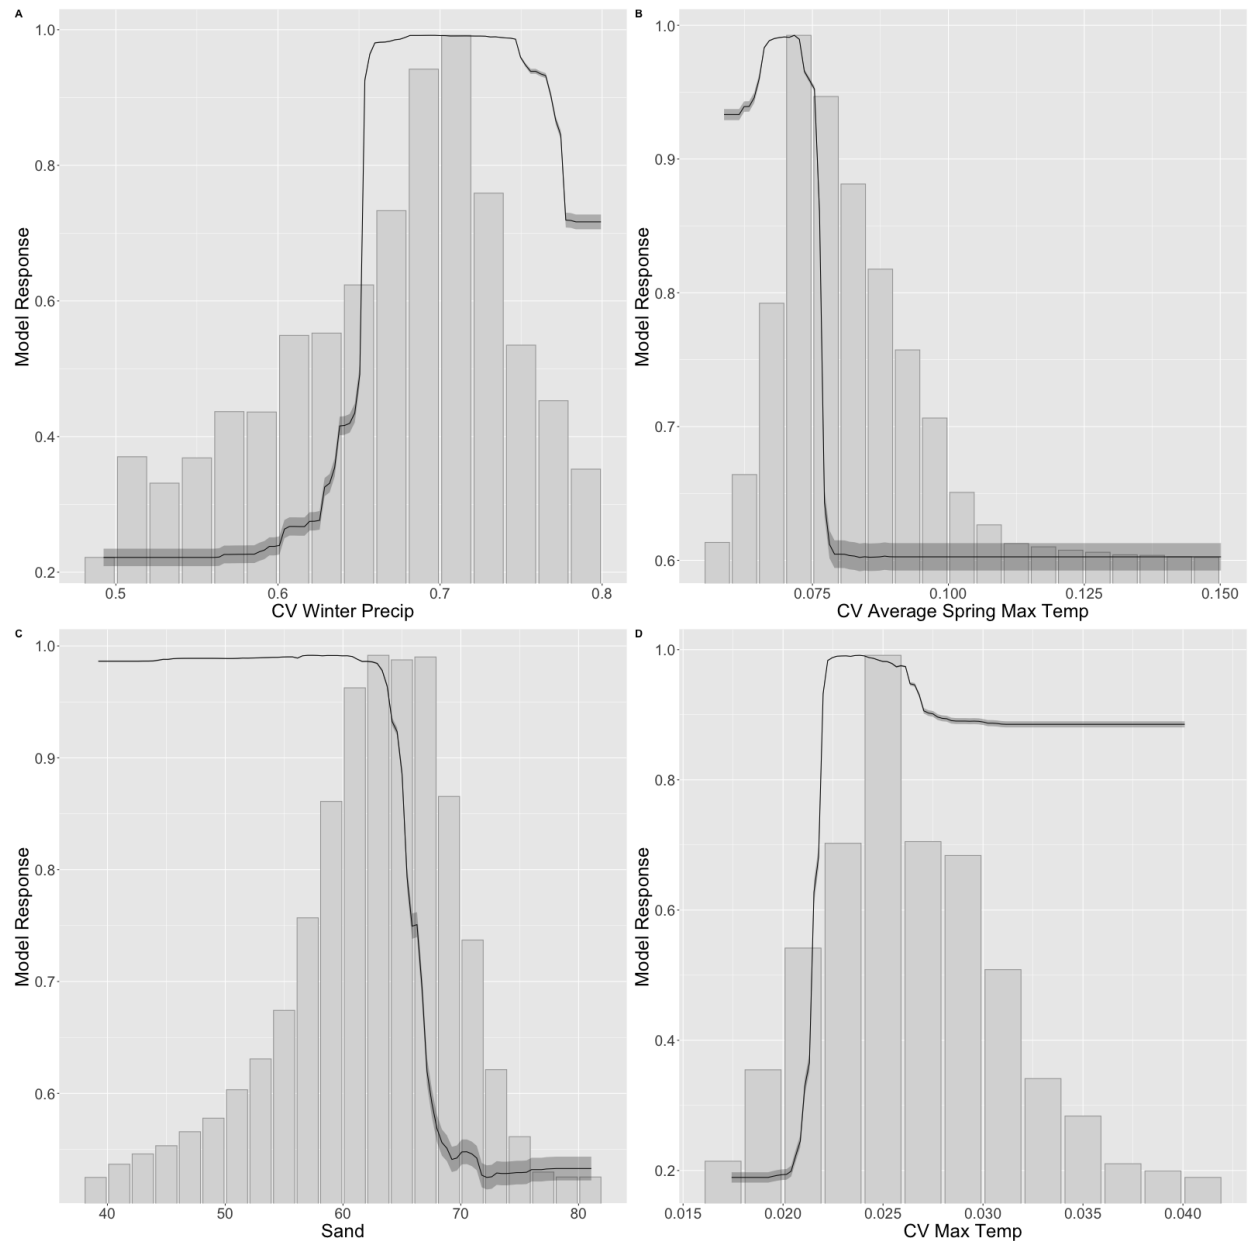 A
1.0
0.8
0.6
0.4
0.2
Model Response
0.5 0.6 0.7 0.8
CV Winter Precip
B
1.0
0.9
0.8
0.7
0.6
Model Response
0.075 0.100 0.125 0.150
CV Average Spring Max Temp
C
1.0
0.9
0.8
0.7
0.6
Model Response
40 50 60 70 80
Sand
D
1.0
0.8
0.6
0.4
0.2
Model Response
0.015 0.020 0.025 0.030 0.035 0.040
CV Max Temp